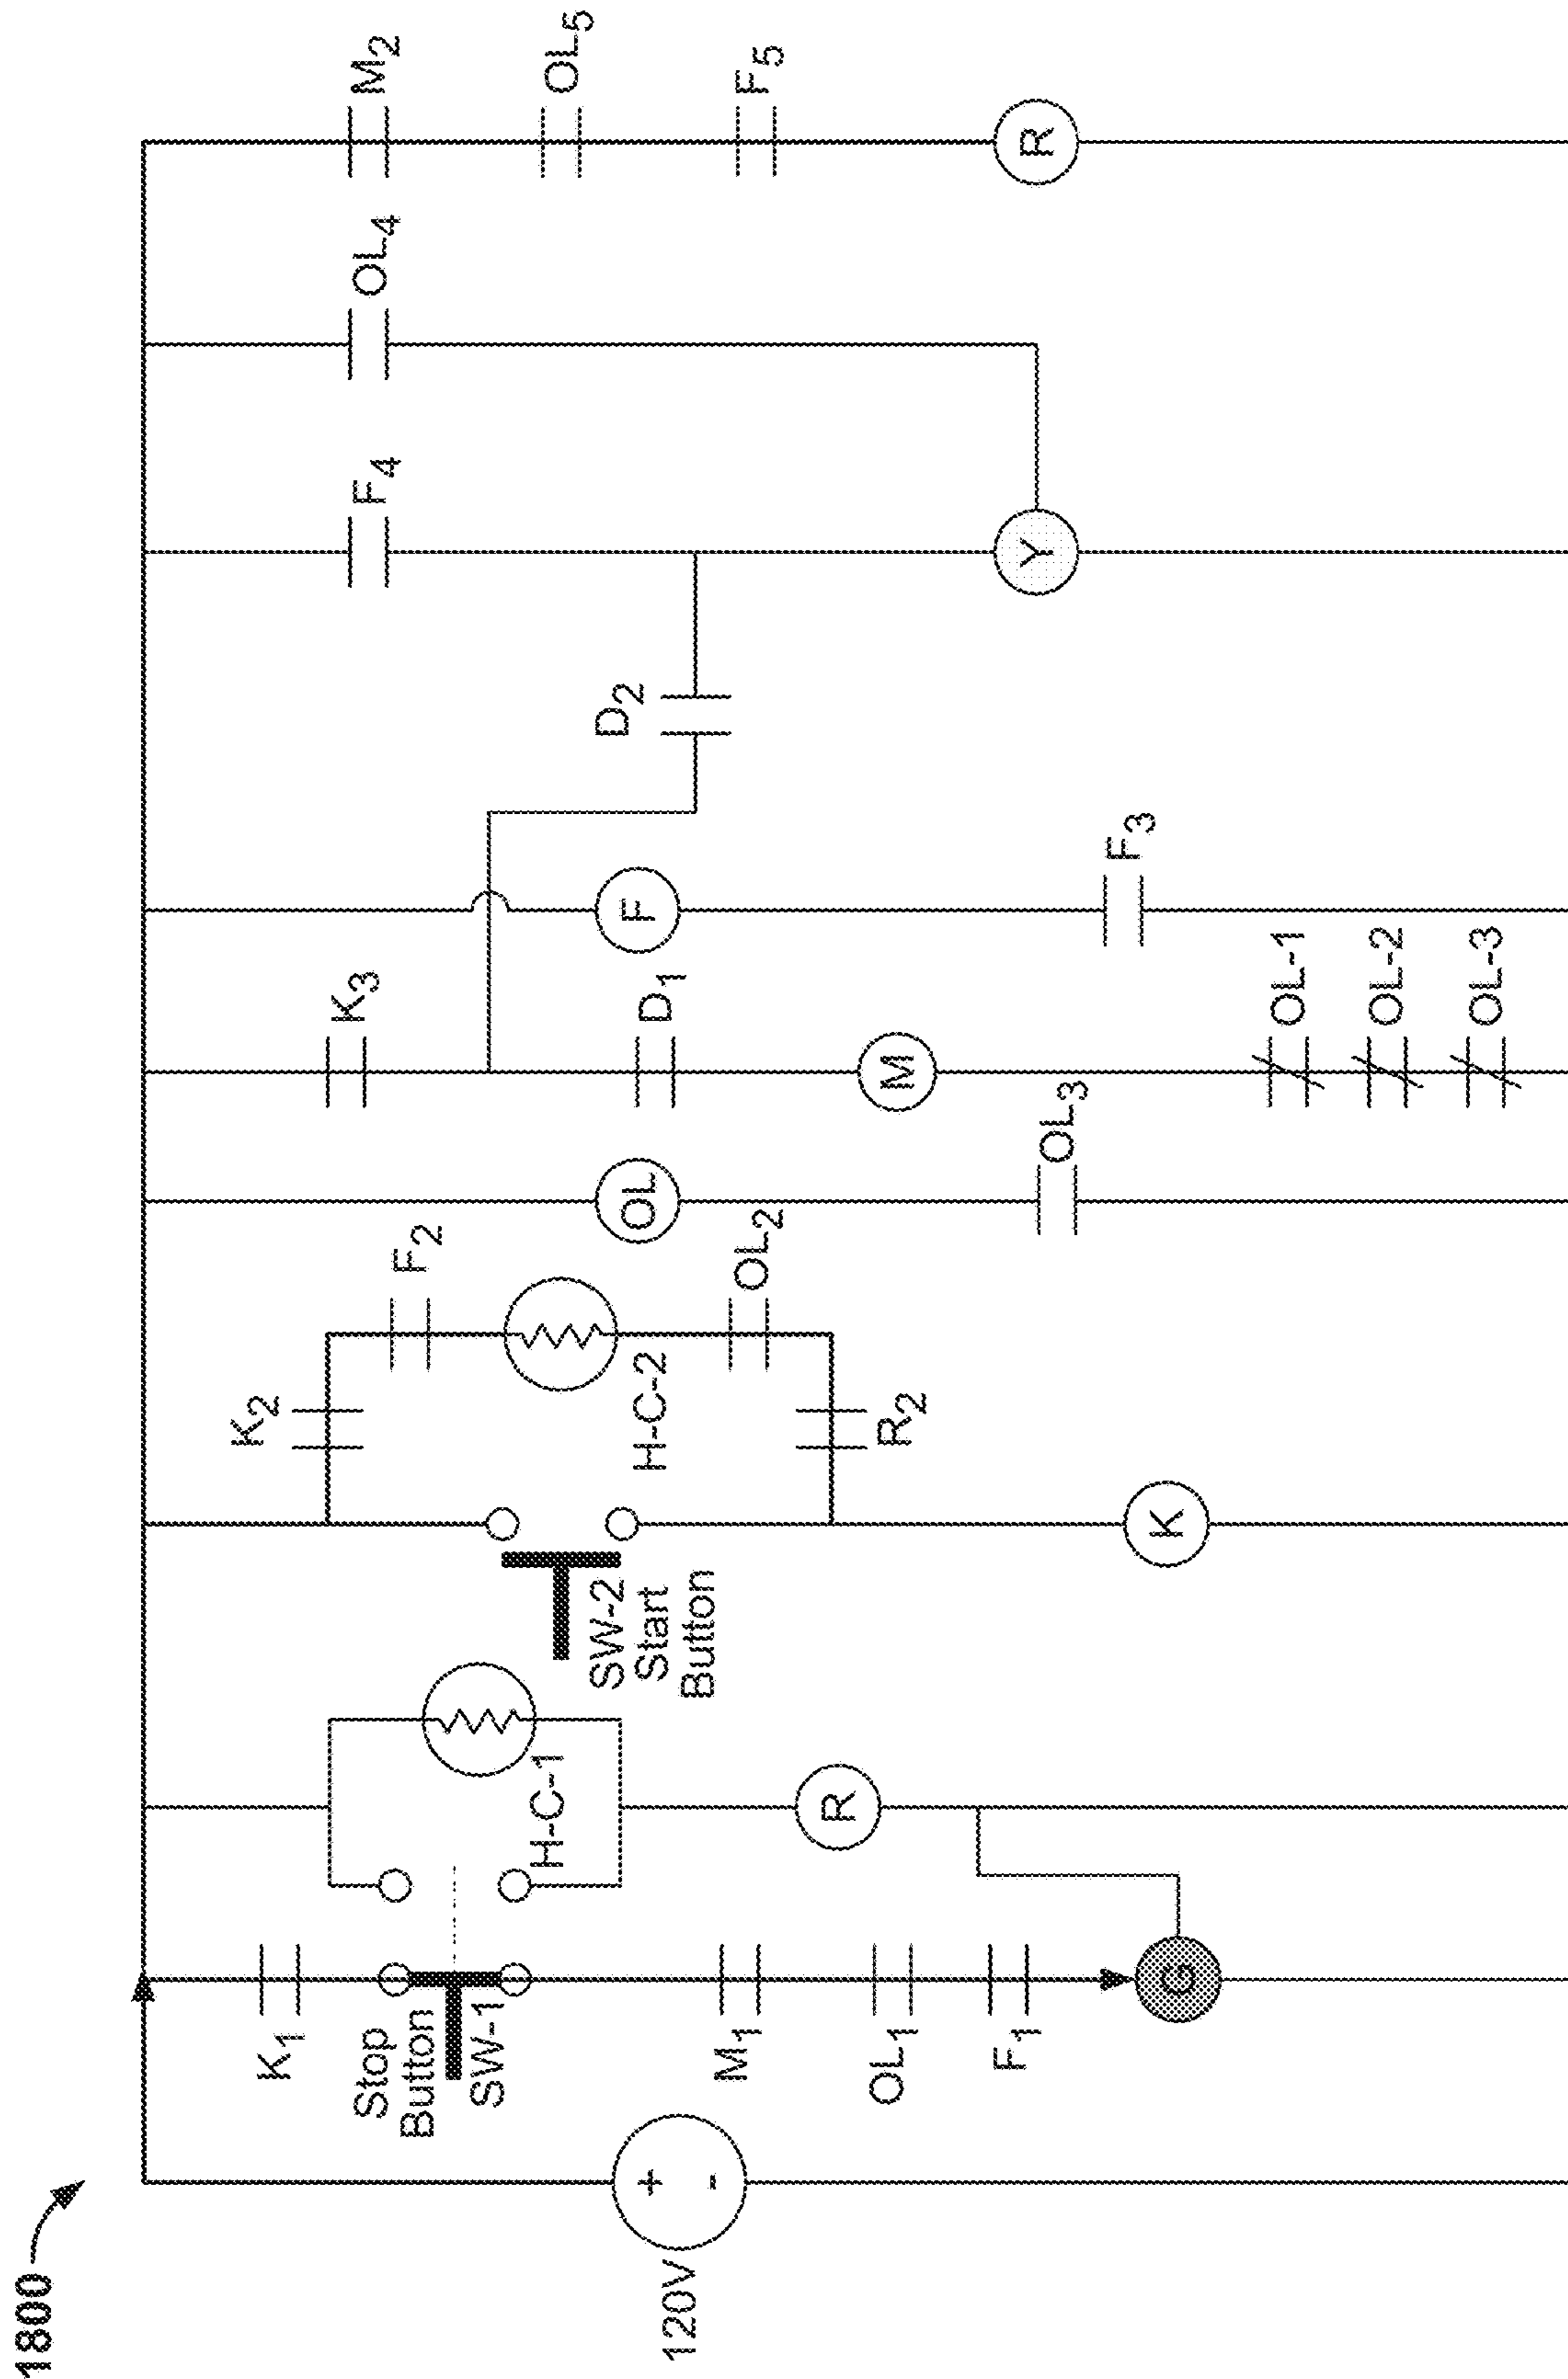 1800
120V
+
-
K1
Stop
Button
SW-1
M1
OL1
F1
G
H-C-1
R
SW-2
Start
Button
K2
F2
H-C-2
OL2
R2
K
OL
OL3
K3
D1
M
OL-1
OL-2
OL-3
F
F3
D2
F4
Y
OL4
M2
OL5
F5
R